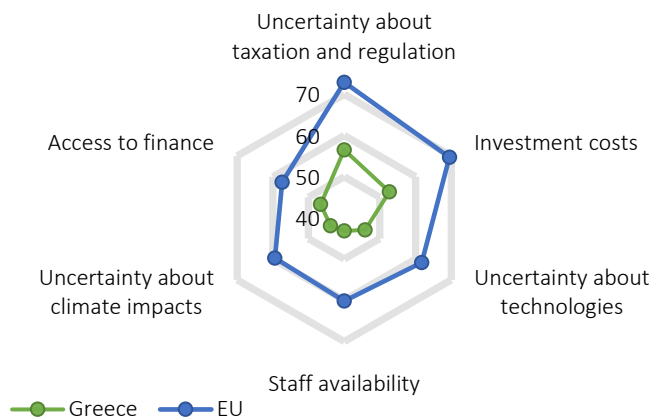 Uncertainty about
taxation and regulation
70
Access to finance
60
Investment costs
50
40
Uncertainty about
climate impacts
Uncertainty about
technologies
Staff availability
Greece
EU